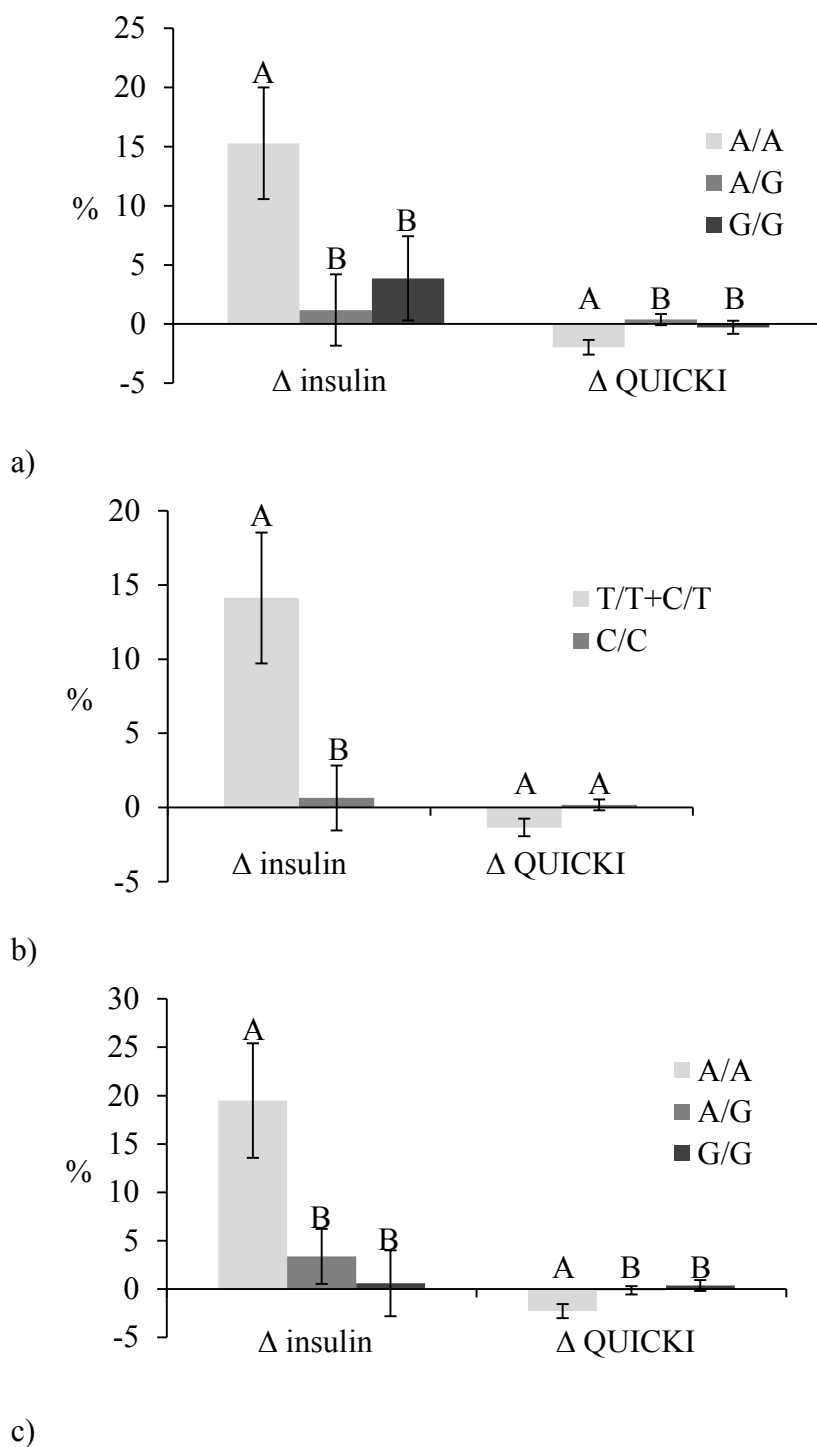 25
20
15
10
5
0
-5
%
A
B
B
A
B
B
A/A
A/G
G/G
Δ insulin
Δ QUICKI
a)
20
15
10
5
0
-5
%
A
B
A
A
T/T+C/T
C/C
Δ insulin
Δ QUICKI
b)
30
25
20
15
10
5
0
-5
%
A
B
B
A
B
B
A/A
A/G
G/G
Δ insulin
Δ QUICKI
c)